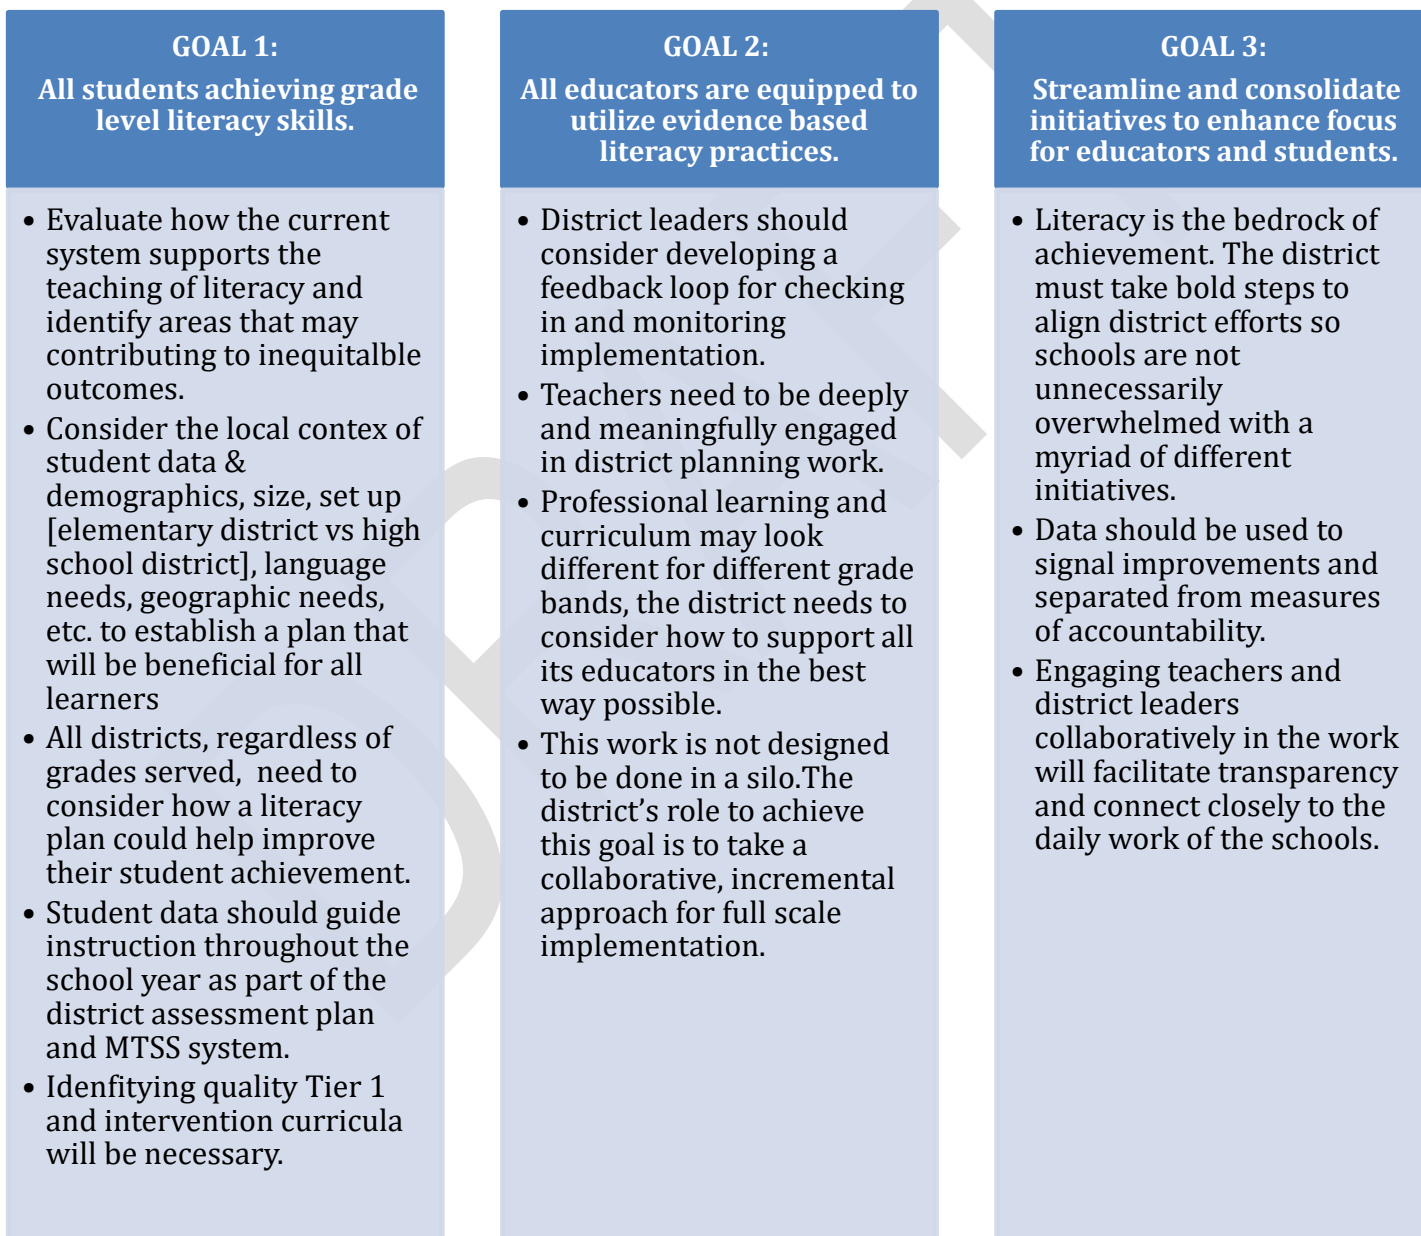 GOAL 1:
All students achieving grade
level literacy skills.
• Evaluate how the current
system supports the
teaching of literacy and
identify areas that may
contributing to inequitalble
outcomes.
• Consider the local contex of
student data &
demographics, size, set up
[elementary district vs high
school district], language
needs, geographic needs,
etc. to establish a plan that
will be beneficial for all
learners
• All districts, regardless of
grades served,  need to
consider how a literacy
plan could help improve
their student achievement.
• Student data should guide
instruction throughout the
school year as part of the
district assessment plan
and MTSS system.
• Idenfitying quality Tier 1
and intervention curricula
will be necessary.
GOAL 2:
All educators are equipped to
utilize evidence based
literacy practices.
• District leaders should
consider developing a
feedback loop for checking
in and monitoring
implementation.
• Teachers need to be deeply
and meaningfully engaged
in district planning work.
• Professional learning and
curriculum may look
different for different grade
bands, the district needs to
consider how to support all
its educators in the best
way possible.
• This work is not designed
to be done in a silo.The
district's role to achieve
this goal is to take a
collaborative, incremental
approach for full scale
implementation.
GOAL 3:
Streamline and consolidate
initiatives to enhance focus
for educators and students.
• Literacy is the bedrock of
achievement. The district
must take bold steps to
align district efforts so
schools are not
unnecessarily
overwhelmed with a
myriad of different
initiatives.
• Data should be used to
signal improvements and
separated from measures
of accountability.
• Engaging teachers and
district leaders
collaboratively in the work
will facilitate transparency
and connect closely to the
daily work of the schools.
DRAFT